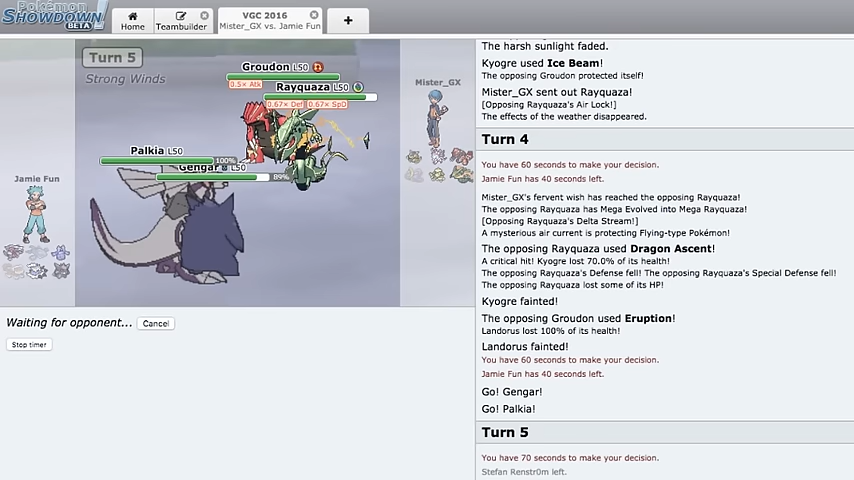 Pokémon
SHOWDOWN!
BETA
Home
Teambuilder
VGC 2016
Mister_GX vs. Jamie Fun
+
Turn 5
Strong Winds
Groudon L50
0.5× Atk
Rayquaza L50
0.67× Def 0.67× SpD
Mister_GX
Palkia L50
100%
Gengar L50
89%
Jamie Fun
Waiting for opponent... Cancel
Stop timer
The harsh sunlight faded.
Kyogre used Ice Beam!
The opposing Groudon protected itself!
Mister_GX sent out Rayquaza!
[Opposing Rayquaza's Air Lock!]
The effects of the weather disappeared.
Turn 4
You have 60 seconds to make your decision.
Jamie Fun has 40 seconds left.
Mister_GX's fervent wish has reached the opposing Rayquaza!
The opposing Rayquaza has Mega Evolved into Mega Rayquaza!
[Opposing Rayquaza's Delta Stream!]
A mysterious air current is protecting Flying-type Pokémon!
The opposing Rayquaza used Dragon Ascent!
A critical hit! Kyogre lost 70.0% of its health!
The opposing Rayquaza's Defense fell! The opposing Rayquaza's Special Defense fell!
The opposing Rayquaza lost some of its HP!
Kyogre fainted!
The opposing Groudon used Eruption!
Landorus lost 100% of its health!
Landorus fainted!
You have 60 seconds to make your decision.
Jamie Fun has 40 seconds left.
Go! Gengar!
Go! Palkia!
Turn 5
You have 70 seconds to make your decision.
Stefan Renstr0m left.